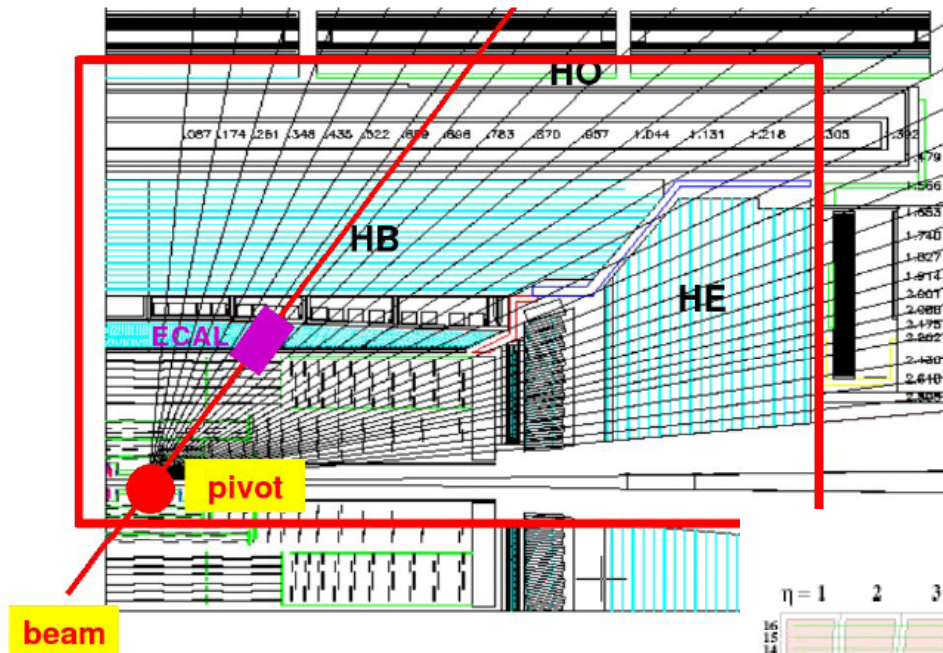 HO
.087 .174 .261 .348 .435 .522 .696 .783 .870 .957 1.044 1.131 1.218 1.305 1.392
1.479
1.566
1.653
HB
1.740
1.827
1.914
2.001
HE
2.088
2.175
ECAL
2.262
2.430
2.610
pivot
η = 1 2 3
beam
16
15
14